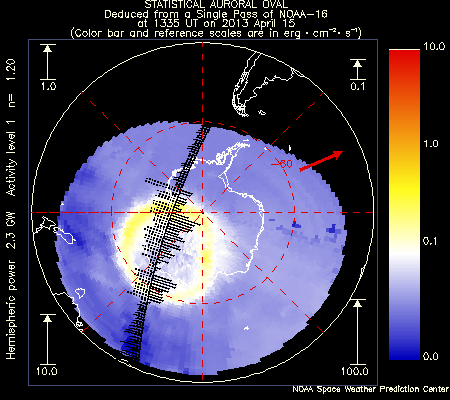 STATISTICAL AURORAL OVAL
Deduced from a Single Pass of NOAA-16
at 1335 UT on 2013 April 15
(Color bar and reference scales are in erg·cm⁻²·s⁻¹)
Hemispheric power 2.3 GW Activity level 1 n= 1.20
1.0
0.1
10.0
100.0
-60
10.0
1.0
0.1
0.0
NOAA Space Weather Prediction Center